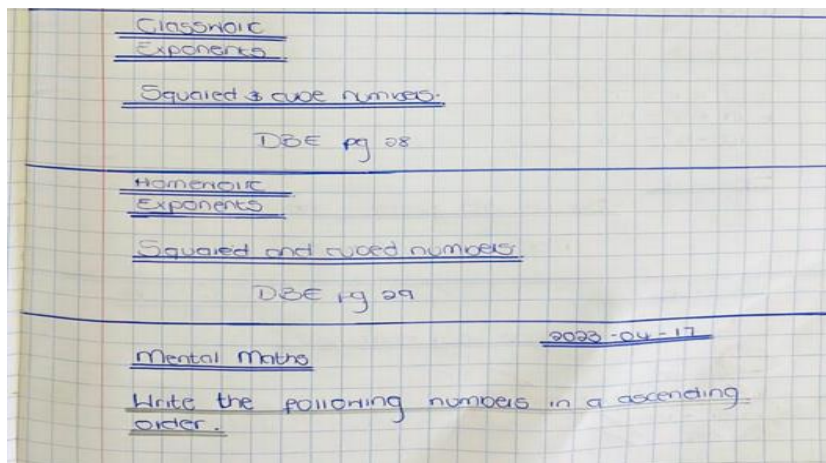 Classwork
Exponents
Squared & cube numbers.
DBE pg 28
Homework
Exponents
Squared and cubed numbers
DBE pg 29
2023-04-17
Mental Maths
Write the following numbers in a ascending
order.